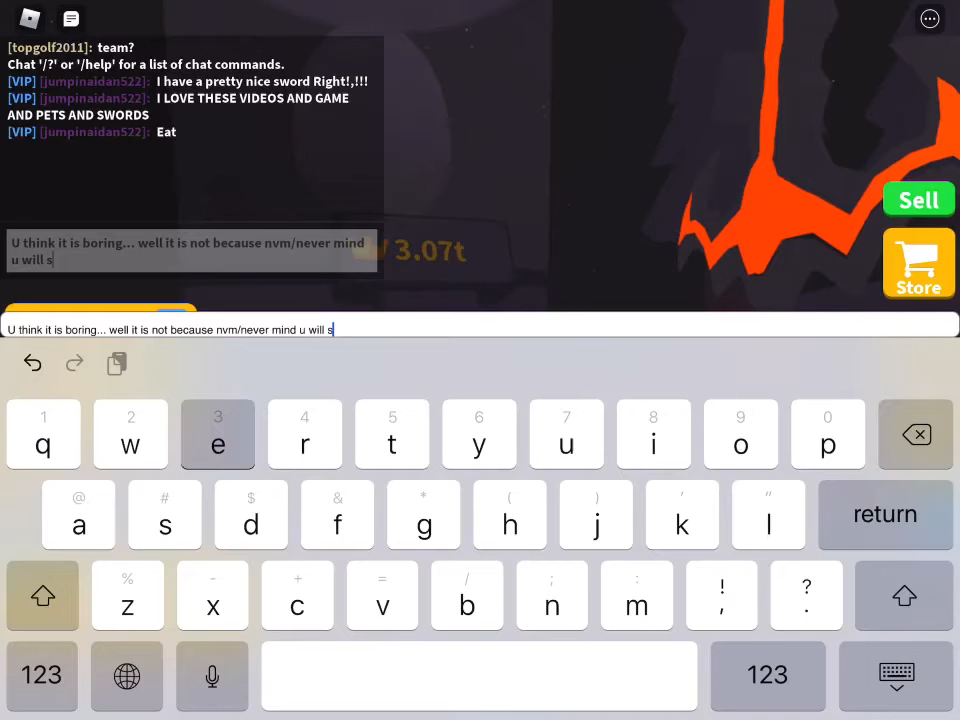 [topgolf2011]: team?
Chat '/?' or '/help' for a list of chat commands.
[VIP] [jumpinaidan522]: I have a pretty nice sword Right!,!!!
[VIP] [jumpinaidan522]: I LOVE THESE VIDEOS AND GAME
AND PETS AND SWORDS
[VIP] [jumpinaidan522]: Eat
Sell
U think it is boring... well it is not because nvm/never mind
u will s
3.07t
Store
U think it is boring... well it is not because nvm/never mind u will s
1 2 3 4 5 6 7 8 9 0
q w e r t y u i o p
@ # $ & * ( ) ' "
a s d f g h j k l return
% - + = / ; : ! ?
z x c v b n m , .
123 123